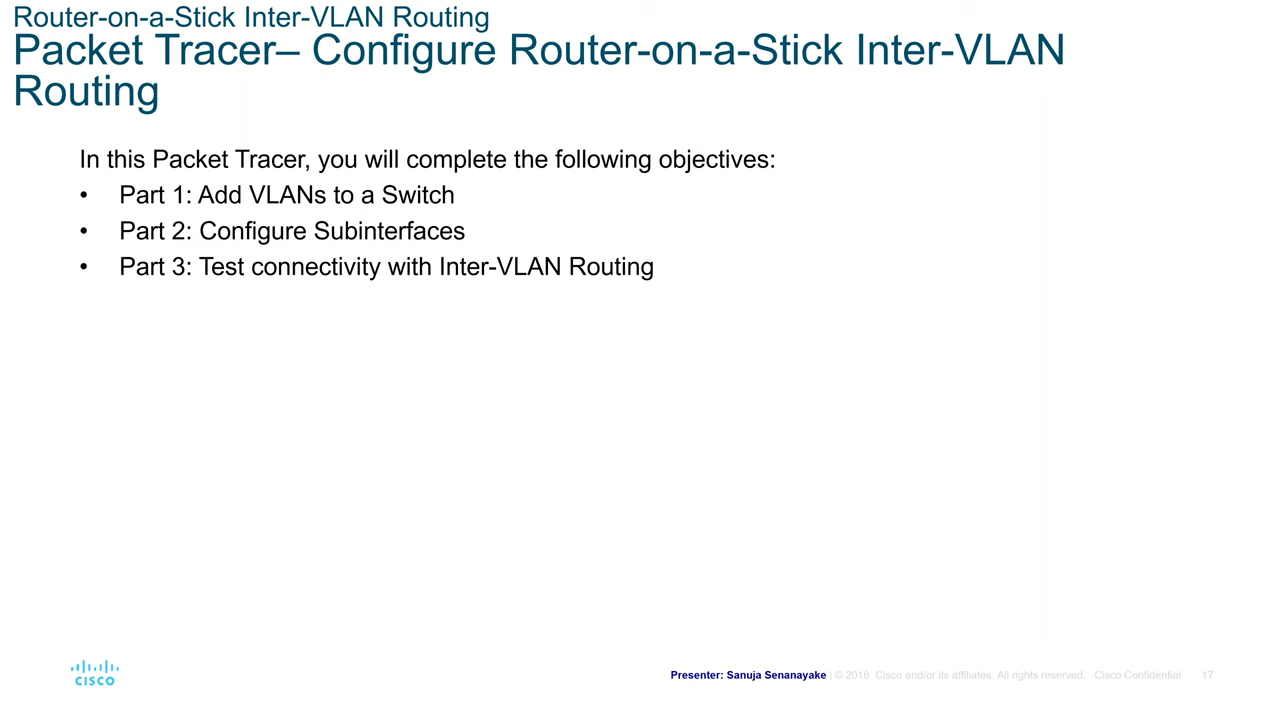 Router-on-a-Stick Inter-VLAN Routing
Packet Tracer– Configure Router-on-a-Stick Inter-VLAN
Routing
In this Packet Tracer, you will complete the following objectives:
• Part 1: Add VLANs to a Switch
• Part 2: Configure Subinterfaces
• Part 3: Test connectivity with Inter-VLAN Routing
CISCO
Presenter: Sanuja Senanayake | © 2016 Cisco and/or its affiliates. All rights reserved. Cisco Confidential 17